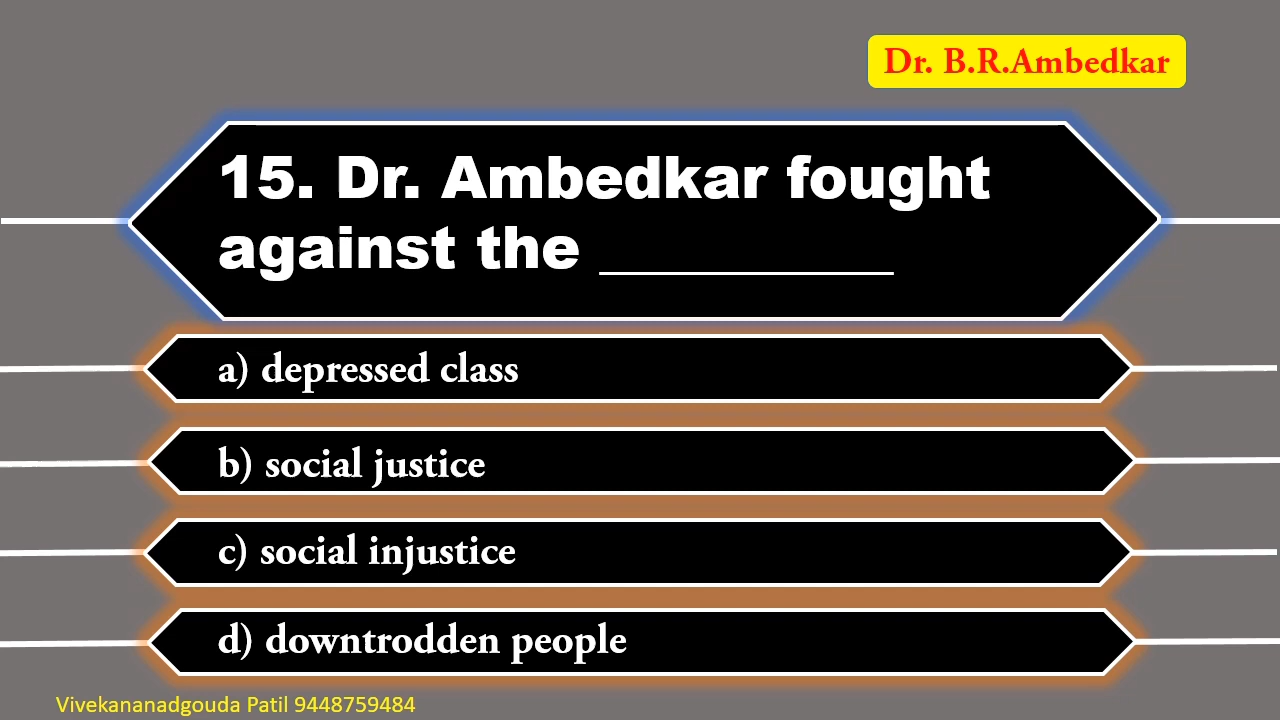 Dr. B.R.Ambedkar
15. Dr. Ambedkar fought
against the __________
a) depressed class
b) social justice
c) social injustice
d) downtrodden people
Vivekananadgouda Patil 9448759484